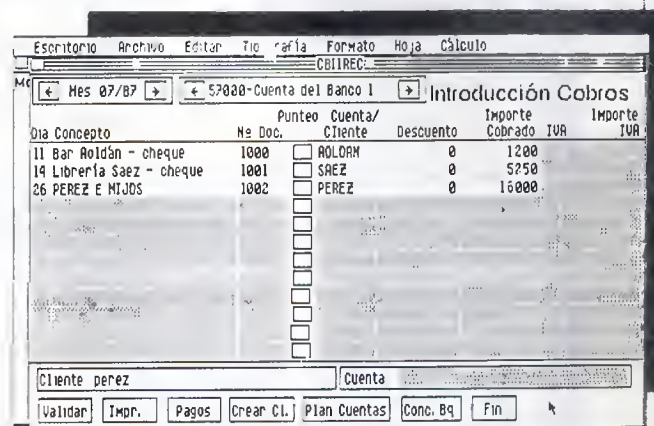 Escritorio Archivo Editar Tipografía Formato Hoja Cálculo
CBIIREC:
Mes 07/87 57000-Cuenta del Banco 1 Introducción Cobros
Punteo Cuenta/ Importe Importe
Dia Concepto Nº Doc. Cliente Descuento Cobrado IVA IVA
11 Bar Roldán - cheque 1000 ROLDAN 0 1200
14 Librería Saez - cheque 1001 SAEZ 0 5250
26 PEREZ E HIJOS 1002 PEREZ 0 16000
Cliente perez Cuenta
Validar Impr. Pagos Crear Cl. Plan Cuentas Conc. Bq Fin